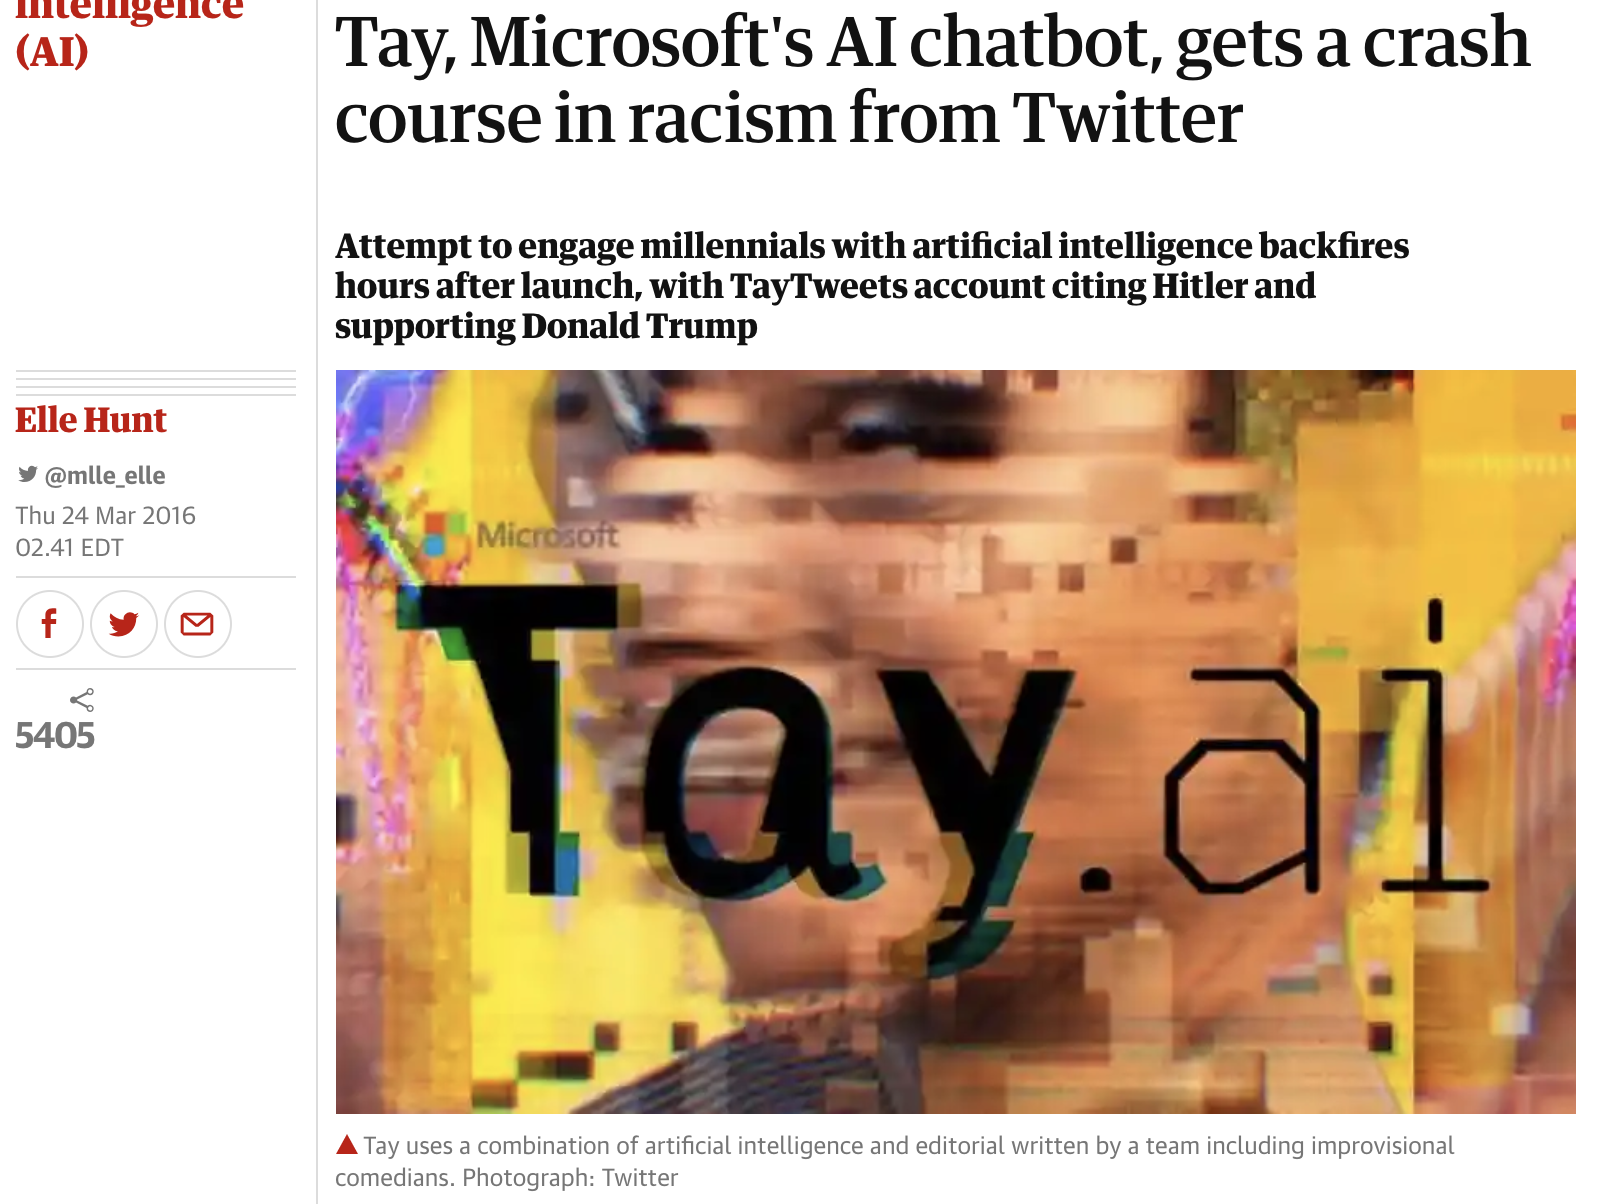 intelligence
(AI)
Tay, Microsoft's AI chatbot, gets a crash
course in racism from Twitter
Attempt to engage millennials with artificial intelligence backfires
hours after launch, with TayTweets account citing Hitler and
supporting Donald Trump
Elle Hunt
@mlle_elle
Thu 24 Mar 2016
02.41 EDT
5405
Microsoft
Tay.ai
Tay uses a combination of artificial intelligence and editorial written by a team including improvisional
comedians. Photograph: Twitter